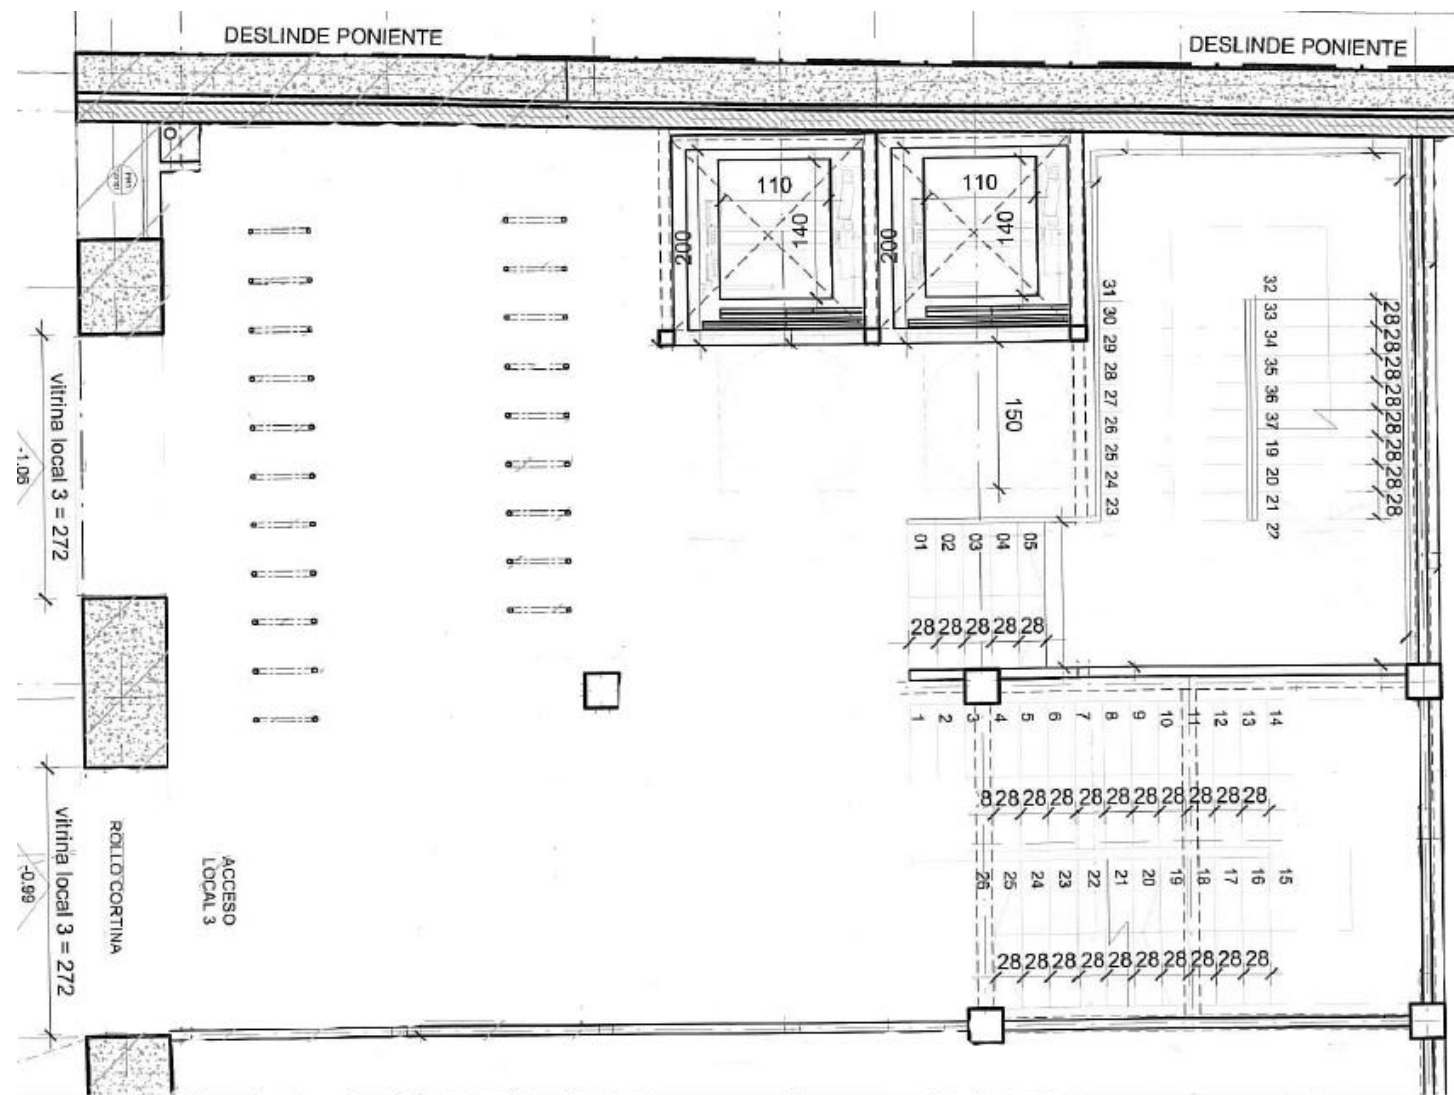 DESLINDE PONIENTE
DESLINDE PONIENTE
110
140
200
110
140
200
150
31
30
29
28
27
26
25
24
23
32
33
34
35
36
37
19
20
21
22
28
28
28
28
28
28
28
28
vitrina local 3 = 272
-1.06
01 02 03 04 05
28 28 28 28 28
1 2 3 4 5 6 7 8 9 10 11 12 13 14
8 28 28 28 28 28 28 28 28 28 28
26 25 24 23 22 21 20 19 18 17 16 15
28 28 28 28 28 28 28 28 28 28
vitrina local 3 = 272
-0.99
ROLLO CORTINA
ACCESO
LOCAL 3